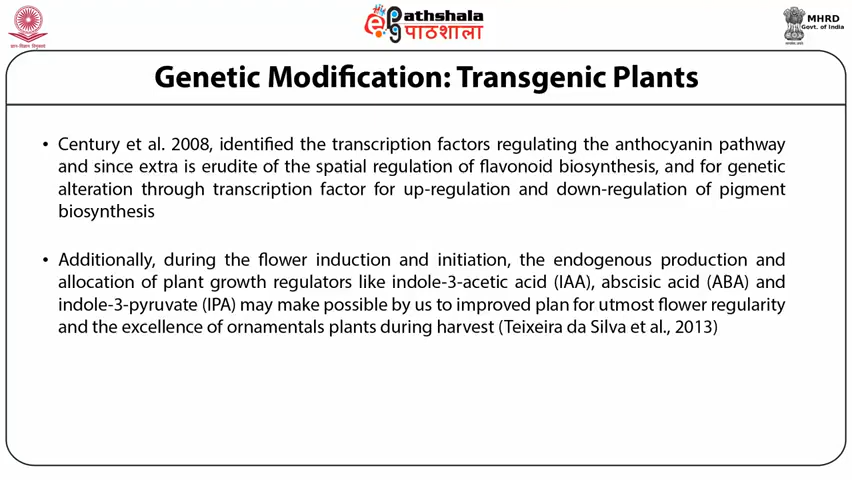 Pathshala
पाठशाला
MHRD
Govt. of India
Genetic Modification: Transgenic Plants
• Century et al. 2008, identified the transcription factors regulating the anthocyanin pathway
and since extra is erudite of the spatial regulation of flavonoid biosynthesis, and for genetic
alteration through transcription factor for up-regulation and down-regulation of pigment
biosynthesis
• Additionally, during the flower induction and initiation, the endogenous production and
allocation of plant growth regulators like indole-3-acetic acid (IAA), abscisic acid (ABA) and
indole-3-pyruvate (IPA) may make possible by us to improved plan for utmost flower regularity
and the excellence of ornamentals plants during harvest (Teixeira da Silva et al., 2013)